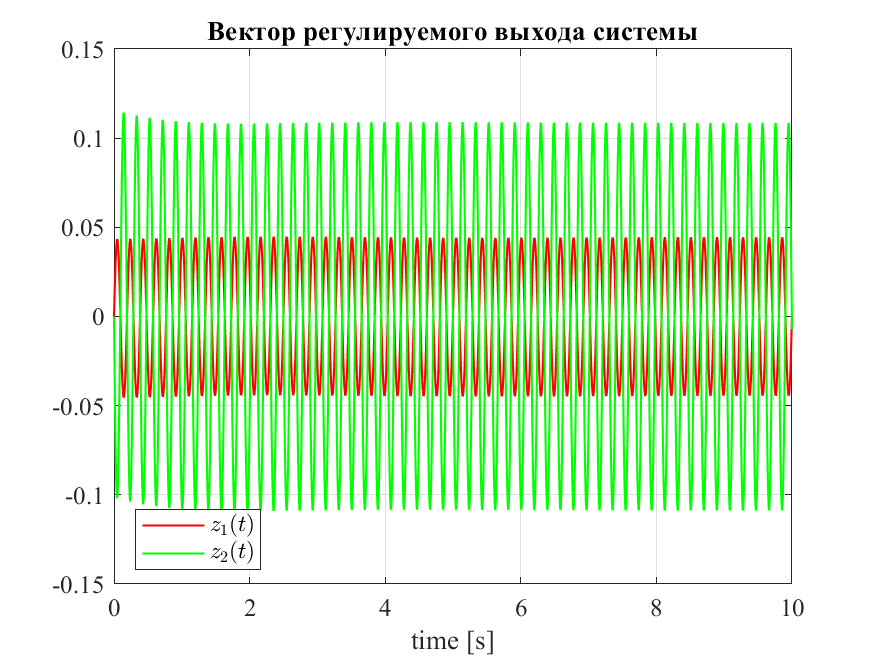 Вектор регулируемого выхода системы
0.15
0.1
0.05
0
-0.05
-0.1
-0.15
z₁(t)
z₂(t)
0 2 4 6 8 10
time [s]